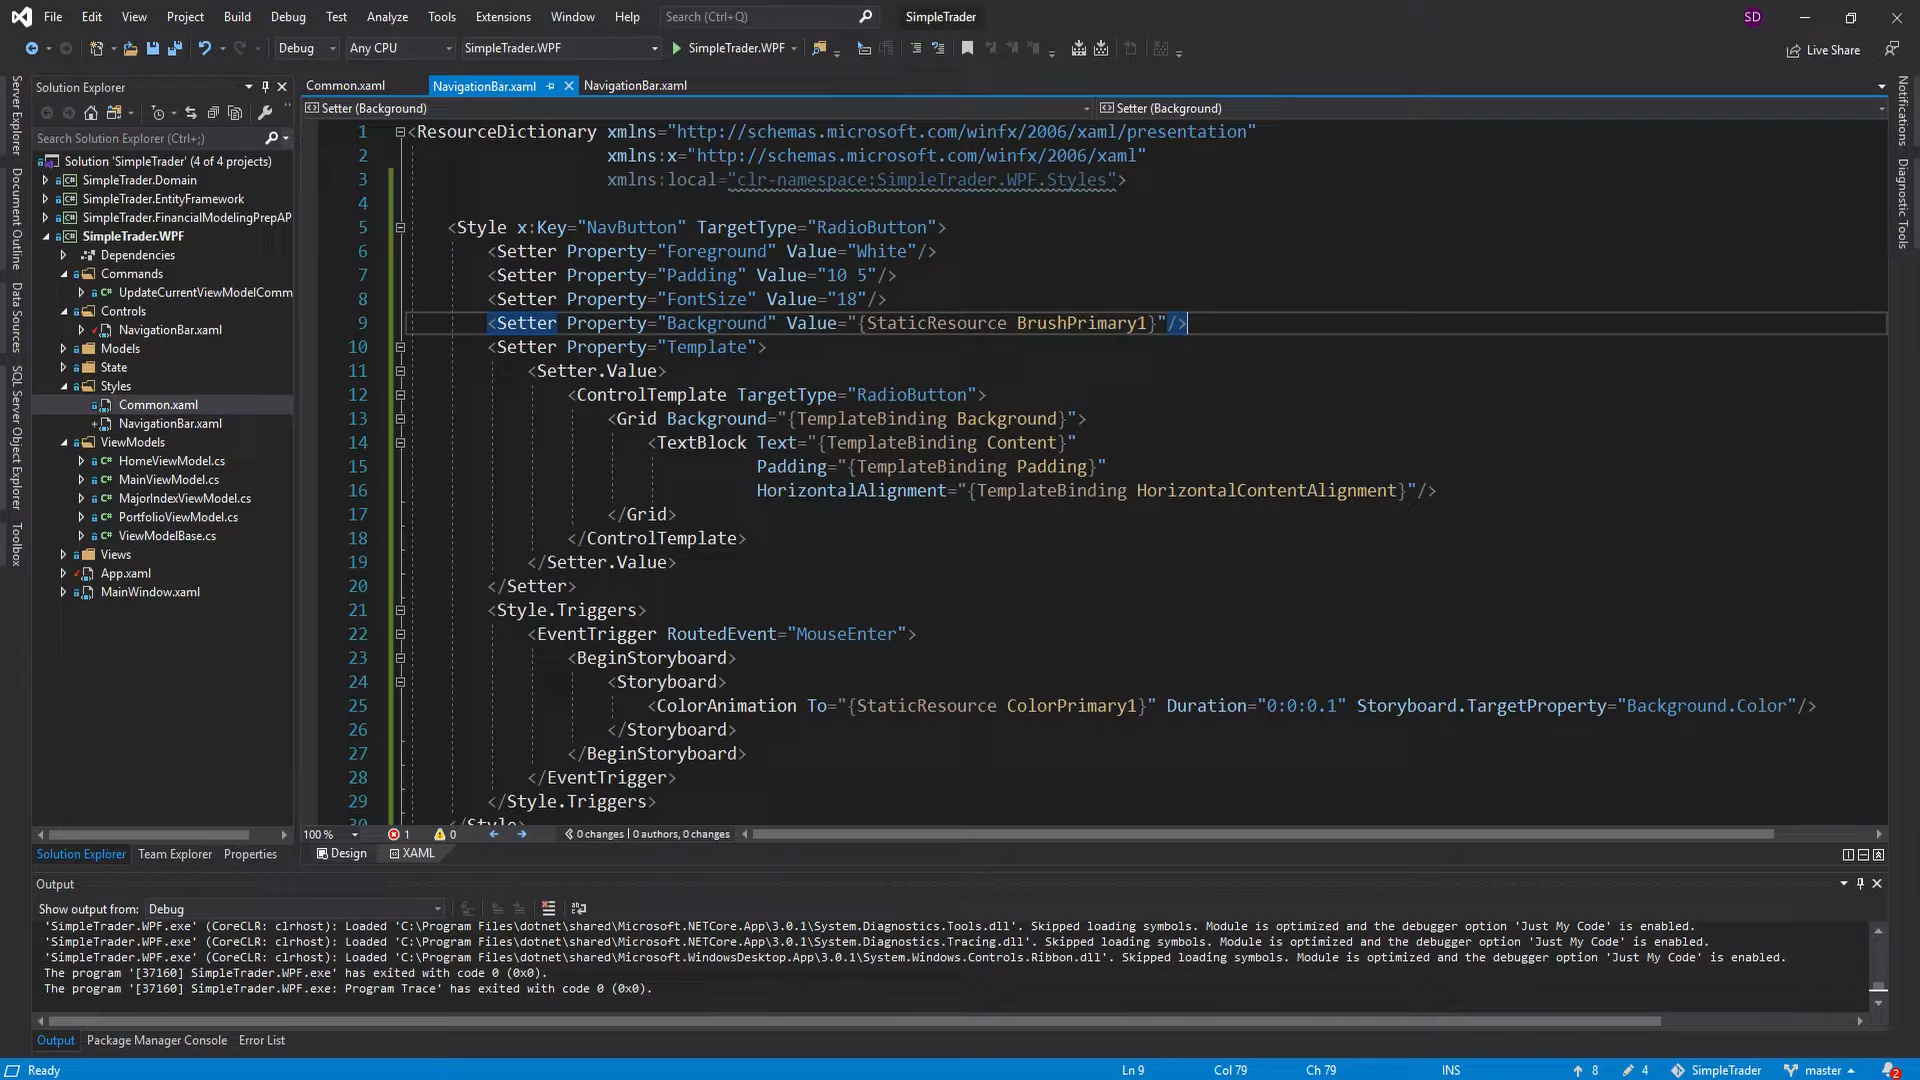 File Edit View Project Build Debug Test Analyze Tools Extensions Window Help Search (Ctrl+Q) SimpleTrader SD
Debug Any CPU SimpleTrader.WPF SimpleTrader.WPF Live Share
Server Explorer
Document Outline
Data Sources
SQL Server Object Explorer
Toolbox
Solution Explorer
Search Solution Explorer (Ctrl+;)
Solution 'SimpleTrader' (4 of 4 projects)
SimpleTrader.Domain
SimpleTrader.EntityFramework
SimpleTrader.FinancialModelingPrepAP
SimpleTrader.WPF
Dependencies
Commands
UpdateCurrentViewModelComm
Controls
NavigationBar.xaml
Models
State
Styles
Common.xaml
NavigationBar.xaml
ViewModels
HomeViewModel.cs
MainViewModel.cs
MajorIndexViewModel.cs
PortfolioViewModel.cs
ViewModelBase.cs
Views
App.xaml
MainWindow.xaml
Solution Explorer Team Explorer Properties
Common.xaml NavigationBar.xaml NavigationBar.xaml
Setter (Background) Setter (Background)
1 <ResourceDictionary xmlns="http://schemas.microsoft.com/winfx/2006/xaml/presentation"
2 xmlns:x="http://schemas.microsoft.com/winfx/2006/xaml"
3 xmlns:local="clr-namespace:SimpleTrader.WPF.Styles">
4
5 <Style x:Key="NavButton" TargetType="RadioButton">
6 <Setter Property="Foreground" Value="White"/>
7 <Setter Property="Padding" Value="10 5"/>
8 <Setter Property="FontSize" Value="18"/>
9 <Setter Property="Background" Value="{StaticResource BrushPrimary1}"/>
10 <Setter Property="Template">
11 <Setter.Value>
12 <ControlTemplate TargetType="RadioButton">
13 <Grid Background="{TemplateBinding Background}">
14 <TextBlock Text="{TemplateBinding Content}"
15 Padding="{TemplateBinding Padding}"
16 HorizontalAlignment="{TemplateBinding HorizontalContentAlignment}"/>
17 </Grid>
18 </ControlTemplate>
19 </Setter.Value>
20 </Setter>
21 <Style.Triggers>
22 <EventTrigger RoutedEvent="MouseEnter">
23 <BeginStoryboard>
24 <Storyboard>
25 <ColorAnimation To="{StaticResource ColorPrimary1}" Duration="0:0:0.1" Storyboard.TargetProperty="Background.Color"/>
26 </Storyboard>
27 </BeginStoryboard>
28 </EventTrigger>
29 </Style.Triggers>
30 </Style>
100 % 1 0 0 changes | 0 authors, 0 changes
Design XAML
Notifications
Diagnostic Tools
Output
Show output from: Debug
'SimpleTrader.WPF.exe' (CoreCLR: clrhost): Loaded 'C:\Program Files\dotnet\shared\Microsoft.NETCore.App\3.0.1\System.Diagnostics.Tools.dll'. Skipped loading symbols. Module is optimized and the debugger option 'Just My Code' is enabled.
'SimpleTrader.WPF.exe' (CoreCLR: clrhost): Loaded 'C:\Program Files\dotnet\shared\Microsoft.NETCore.App\3.0.1\System.Diagnostics.Tracing.dll'. Skipped loading symbols. Module is optimized and the debugger option 'Just My Code' is enabled.
'SimpleTrader.WPF.exe' (CoreCLR: clrhost): Loaded 'C:\Program Files\dotnet\shared\Microsoft.WindowsDesktop.App\3.0.1\System.Windows.Controls.Ribbon.dll'. Skipped loading symbols. Module is optimized and the debugger option 'Just My Code' is enabled.
The program '[37160] SimpleTrader.WPF.exe' has exited with code 0 (0x0).
The program '[37160] SimpleTrader.WPF.exe: Program Trace' has exited with code 0 (0x0).
Output Package Manager Console Error List
Ready Ln 9 Col 79 Ch 79 INS 8 4 SimpleTrader master 2